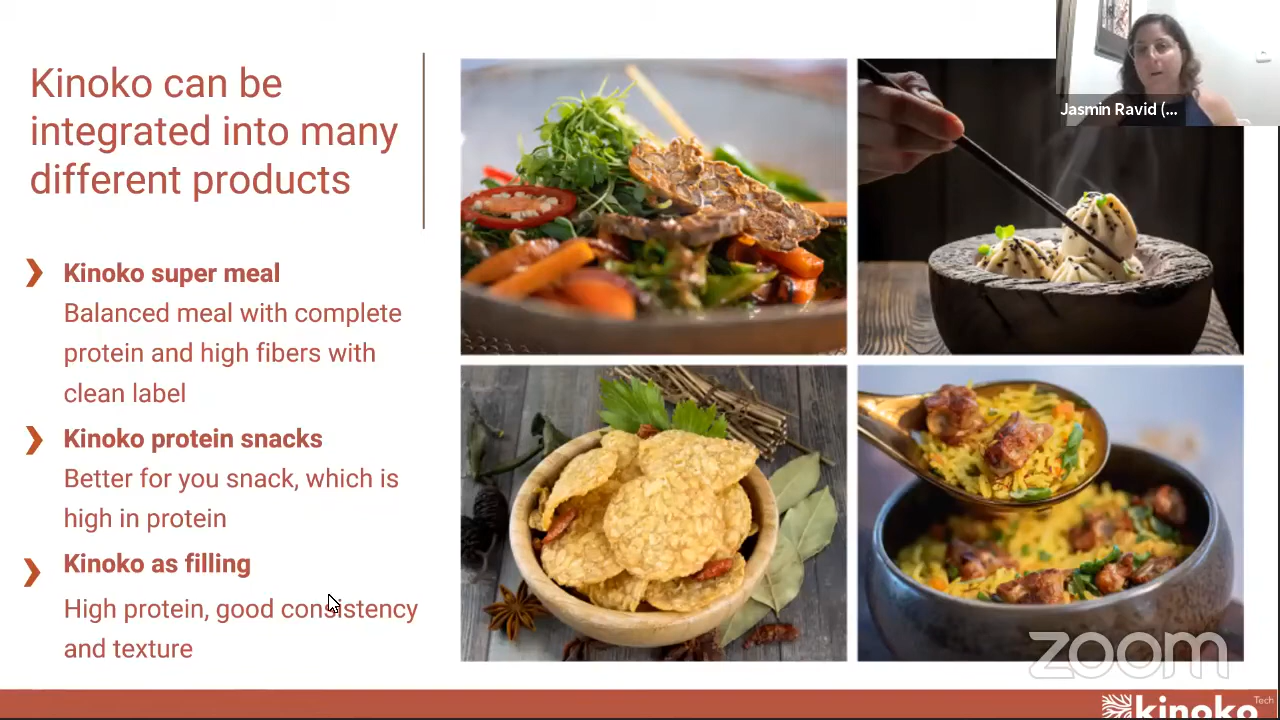 Kinoko can be
integrated into many
different products
Kinoko super meal
Balanced meal with complete
protein and high fibers with
clean label
Kinoko protein snacks
Better for you snack, which is
high in protein
Kinoko as filling
High protein, good consistency
and texture
Jasmin Ravid (...
zoom
kinoko Tech